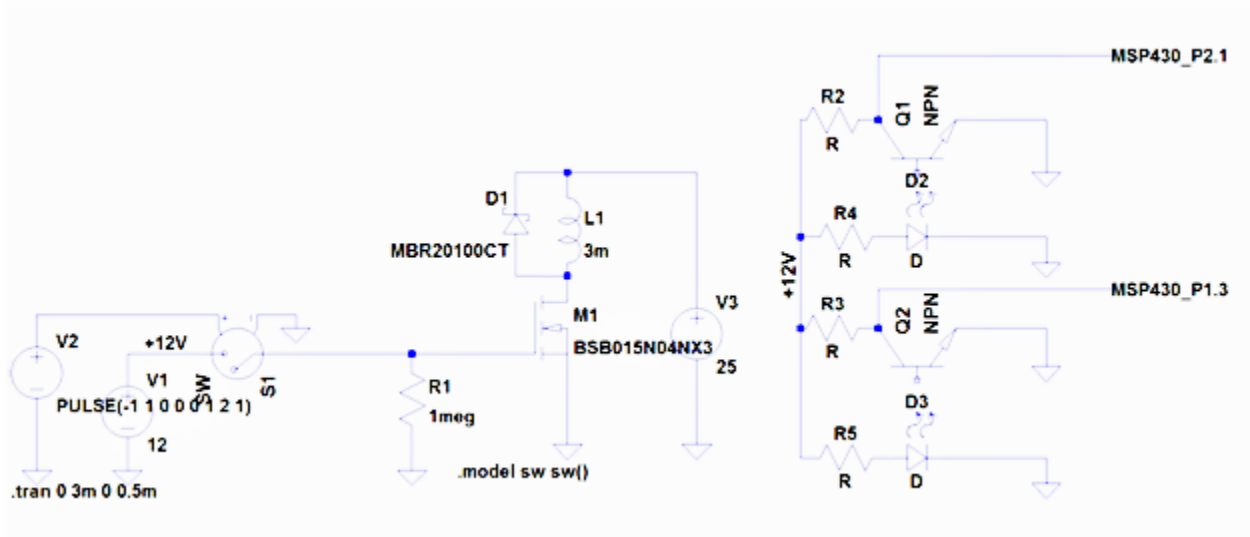 MSP430_P2.1
R2
Q1
NPN
R
D2
D1
L1
R4
MBR20100CT
3m
R
D
+12V
MSP430_P1.3
V3
R3
Q2
NPN
M1
V2
+12V
BSB015N04NX3
R
SW
S1
25
V1
R1
D3
PULSE(-1 1 0 0 0 1 2 1)
1meg
R5
12
.model sw sw()
R
D
.tran 0 3m 0 0.5m